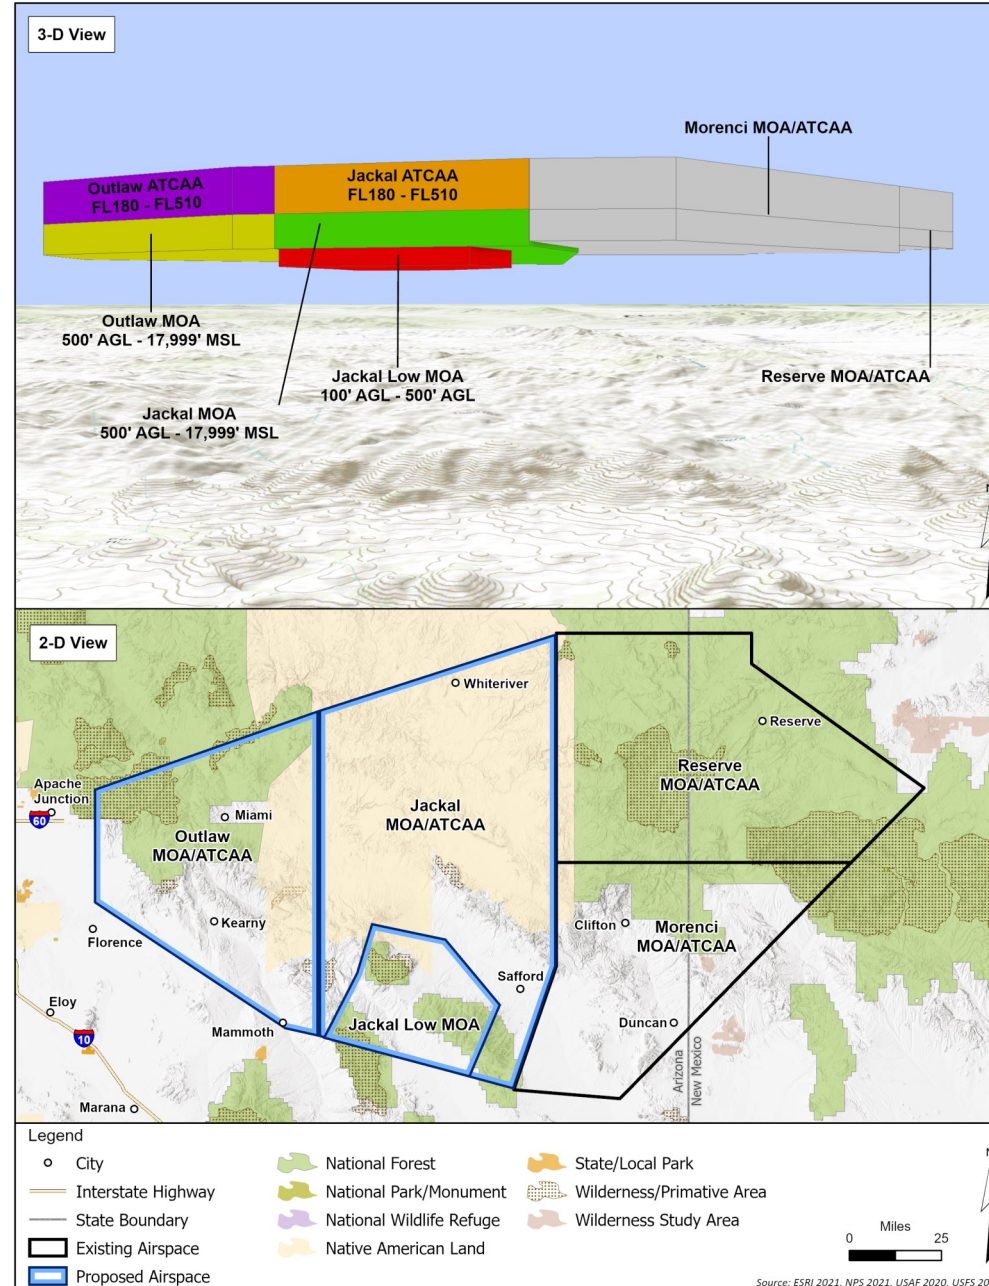 3-D View
Morenci MOA/ATCAA
Outlaw ATCAA
FL180 - FL510
Jackal ATCAA
FL180 - FL510
Outlaw MOA
500' AGL - 17,999' MSL
Jackal Low MOA
100' AGL - 500' AGL
Reserve MOA/ATCAA
Jackal MOA
500' AGL - 17,999' MSL
2-D View
Whiteriver
Reserve
Reserve
MOA/ATCAA
Apache
Junction
60
Miami
Jackal
MOA/ATCAA
Outlaw
MOA/ATCAA
Kearny
Florence
Clifton
Morenci
MOA/ATCAA
Safford
Eloy
10
Mammoth
Jackal Low MOA
Duncan
Arizona
New Mexico
Marana
Legend
City
Interstate Highway
State Boundary
Existing Airspace
Proposed Airspace
National Forest
National Park/Monument
National Wildlife Refuge
Native American Land
State/Local Park
Wilderness/Primative Area
Wilderness Study Area
Miles
0 25
Source: ESRI 2021, NPS 2021, USAF 2020, USFS 20